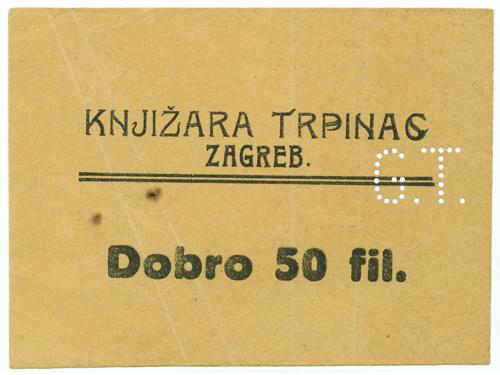 KNJIŽARA TRPINAC
ZAGREB.
G.T.
Dobro 50 fil.